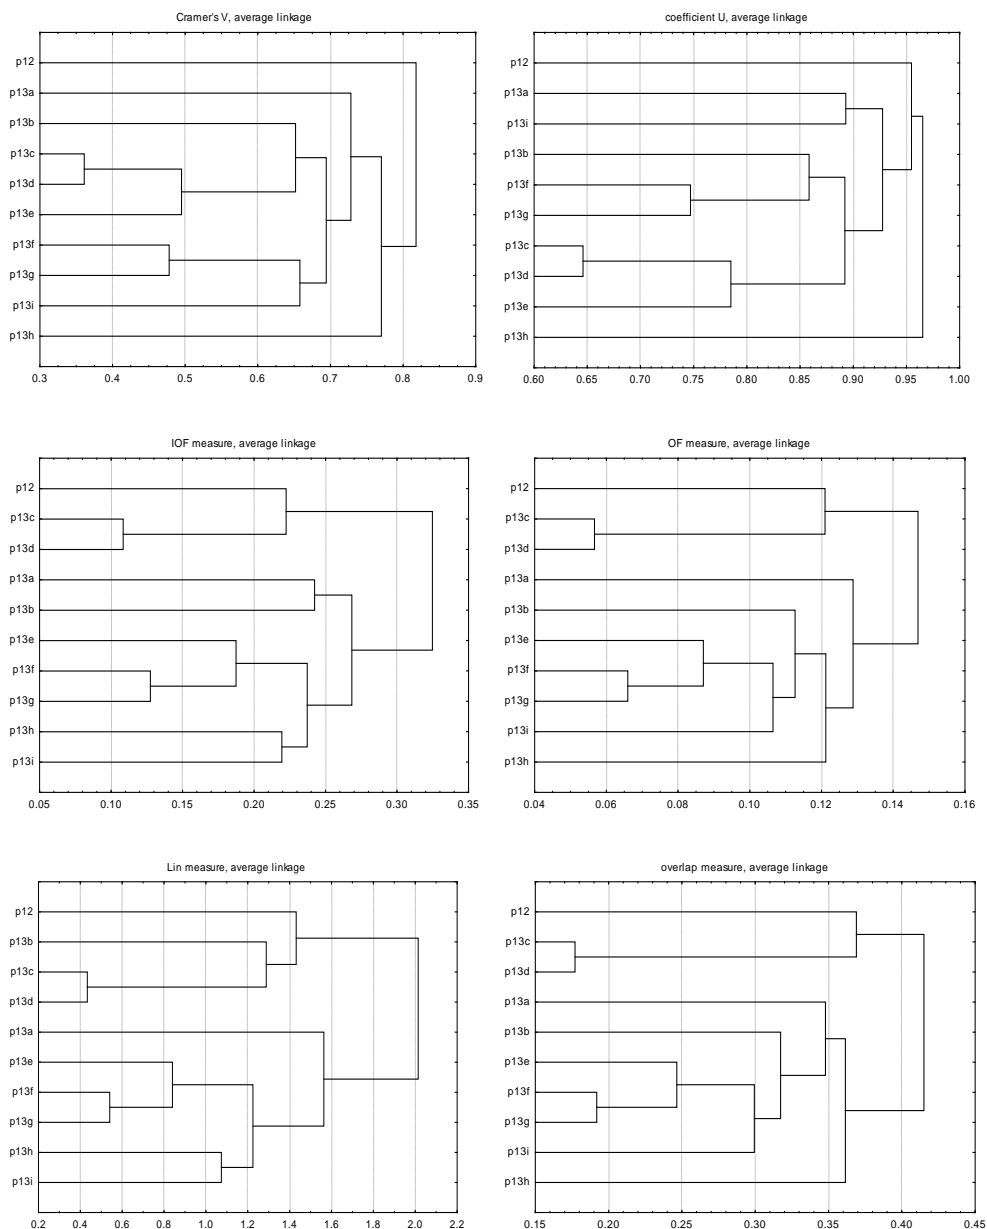 Cramer's V, average linkage
p12
p13a
p13b
p13c
p13d
p13e
p13f
p13g
p13i
p13h
0.3 0.4 0.5 0.6 0.7 0.8 0.9
coefficient U, average linkage
p12
p13a
p13i
p13b
p13f
p13g
p13c
p13d
p13e
p13h
0.60 0.65 0.70 0.75 0.80 0.85 0.90 0.95 1.00
IOF measure, average linkage
p12
p13c
p13d
p13a
p13b
p13e
p13f
p13g
p13h
p13i
0.05 0.10 0.15 0.20 0.25 0.30 0.35
OF measure, average linkage
p12
p13c
p13d
p13a
p13b
p13e
p13f
p13g
p13i
p13h
0.04 0.06 0.08 0.10 0.12 0.14 0.16
Lin measure, average linkage
p12
p13b
p13c
p13d
p13a
p13e
p13f
p13g
p13h
p13i
0.2 0.4 0.6 0.8 1.0 1.2 1.4 1.6 1.8 2.0 2.2
overlap measure, average linkage
p12
p13c
p13d
p13a
p13b
p13e
p13f
p13g
p13i
p13h
0.15 0.20 0.25 0.30 0.35 0.40 0.45